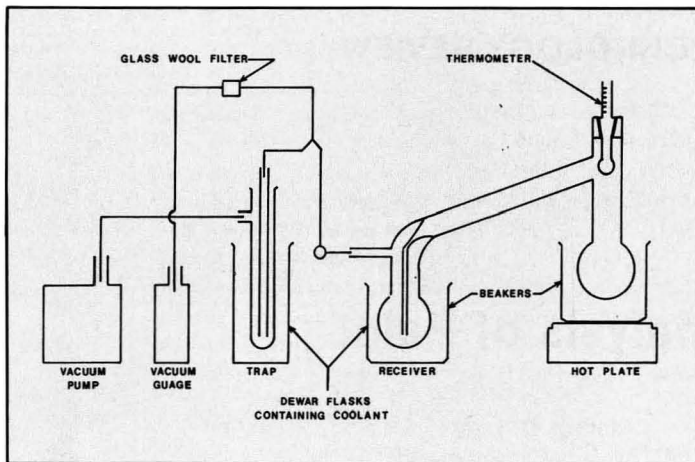 GLASS WOOL FILTER
THERMOMETER
BEAKERS
VACUUM
PUMP
VACUUM
GUAGE
TRAP
RECEIVER
HOT PLATE
DEWAR FLASKS
CONTAINING COOLANT